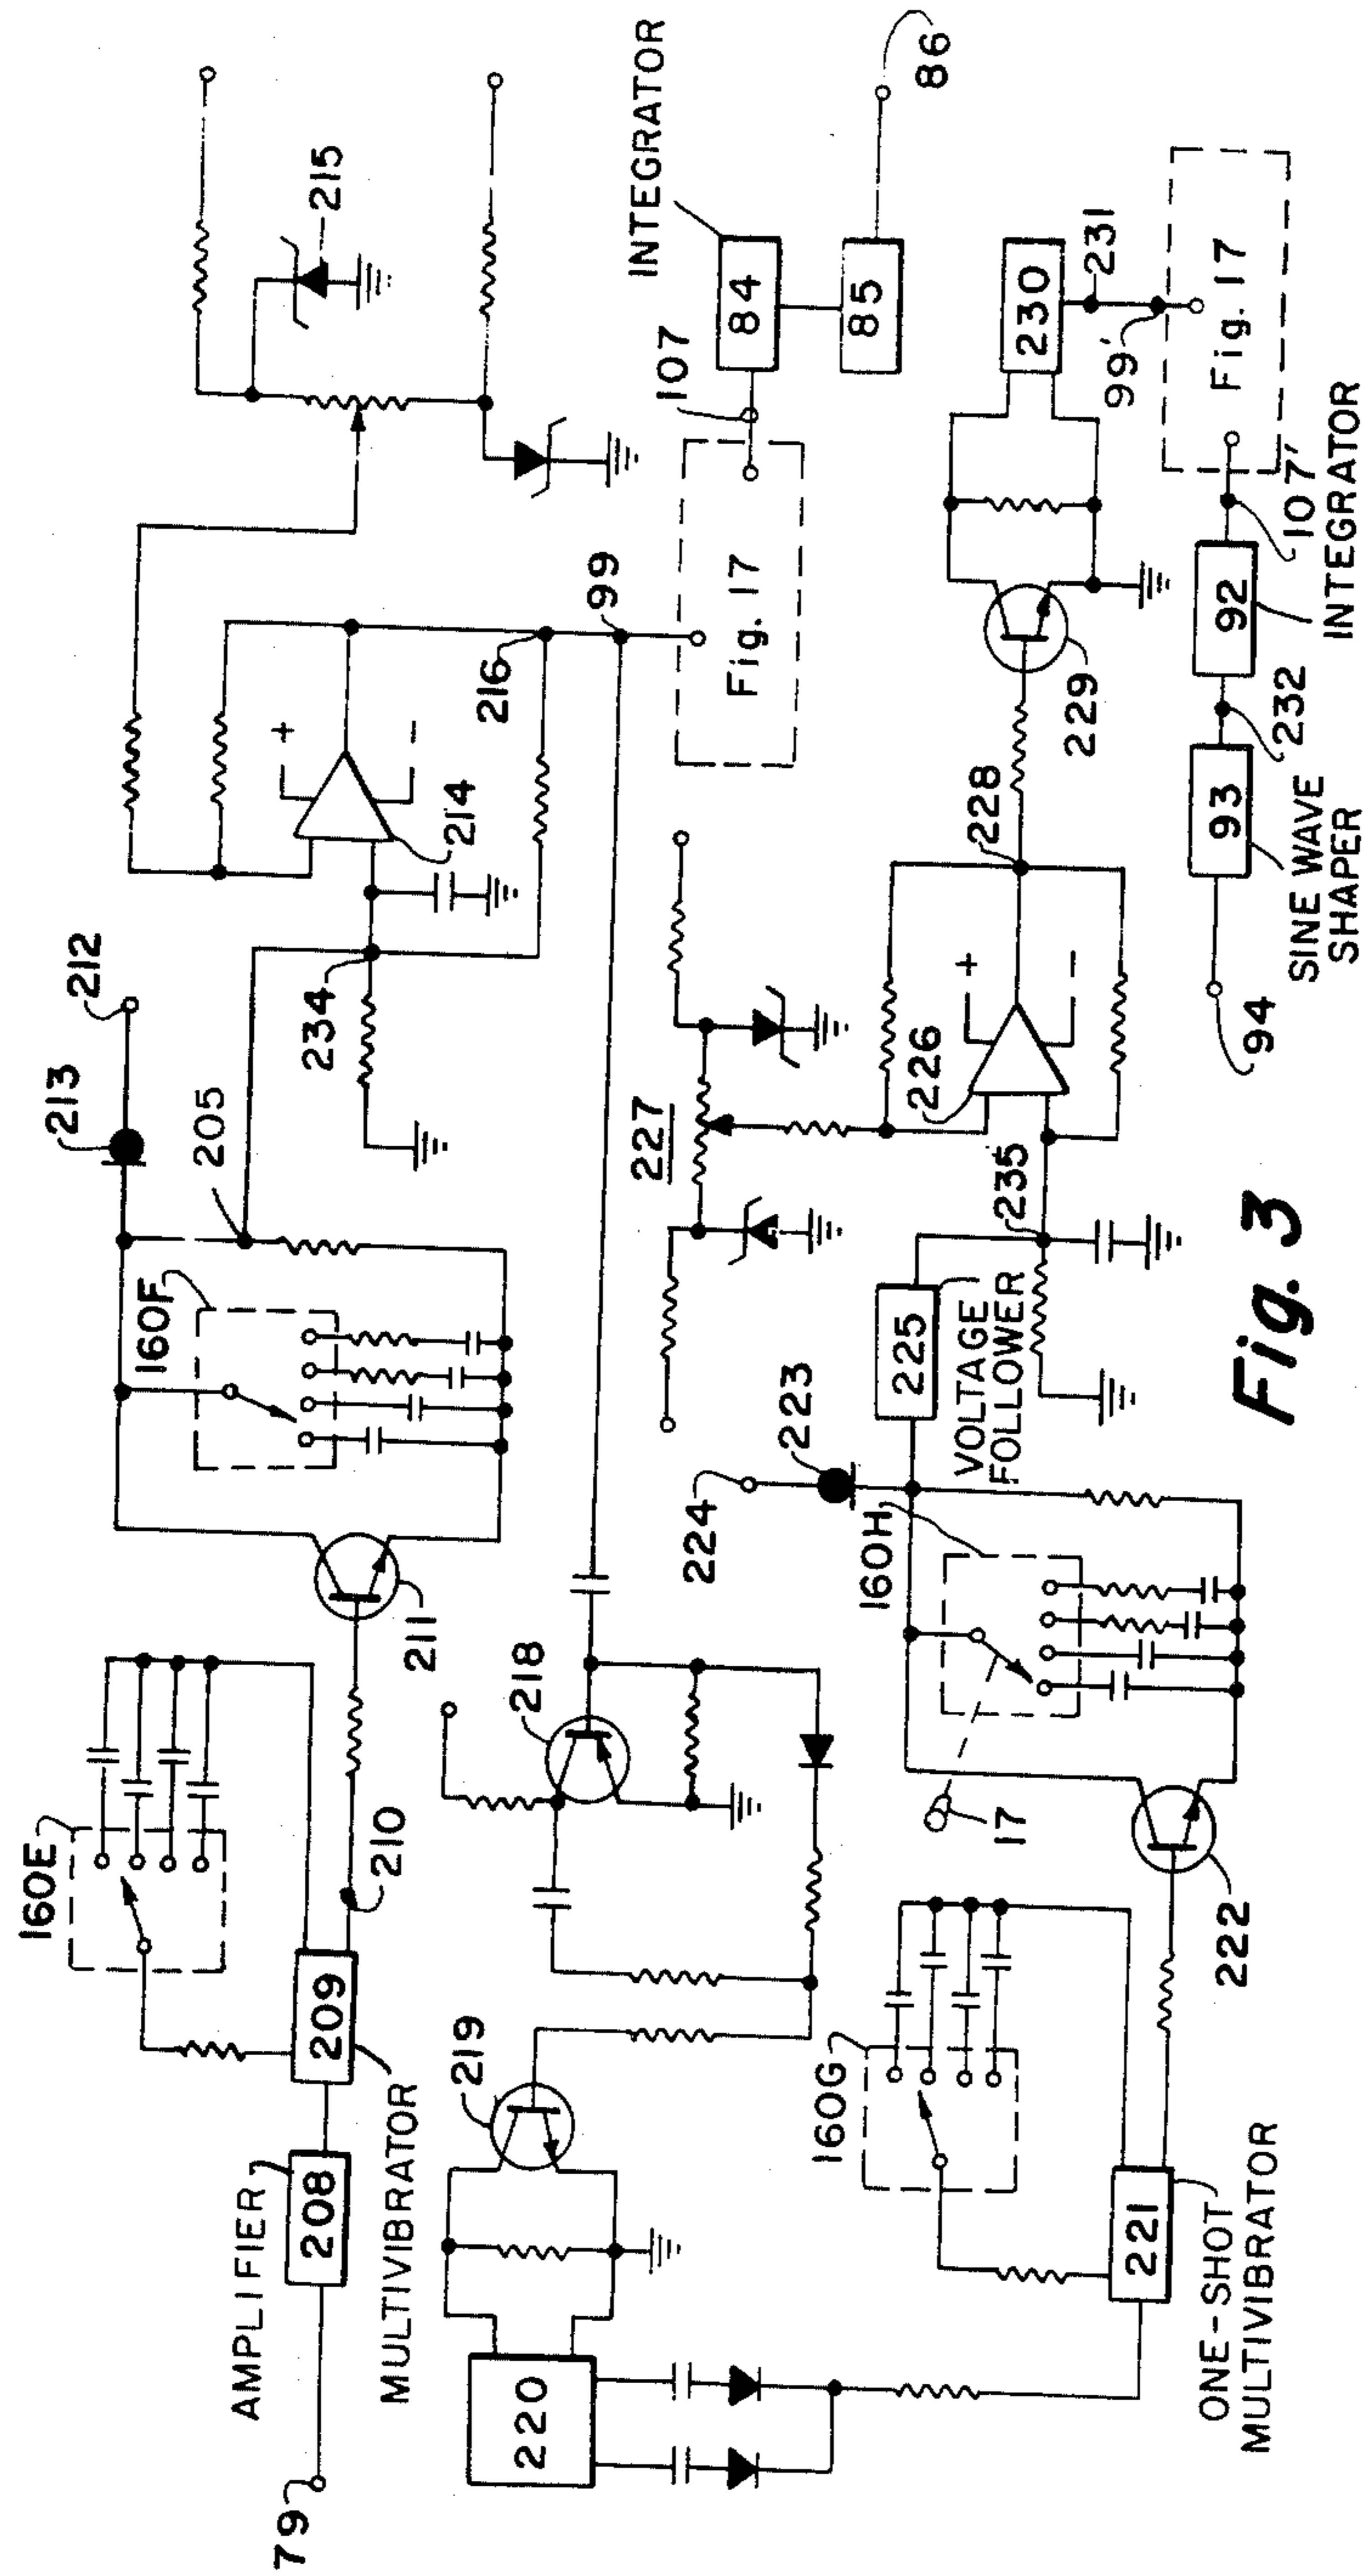 79
AMPLIFIER
208
MULTIVIBRATOR
209
160E
210
211
160F
205
213
212
234
214
+
-
215
216
99
Fig. 17
107
INTEGRATOR
84
85
86
220
219
218
227
ONE-SHOT
MULTIVIBRATOR
221
160G
222
17
160H
224
223
225
VOLTAGE
FOLLOWER
235
226
+
-
228
229
230
231
99'
Fig. 17
107'
INTEGRATOR
92
232
93
SINE WAVE
SHAPER
94
Fig. 3